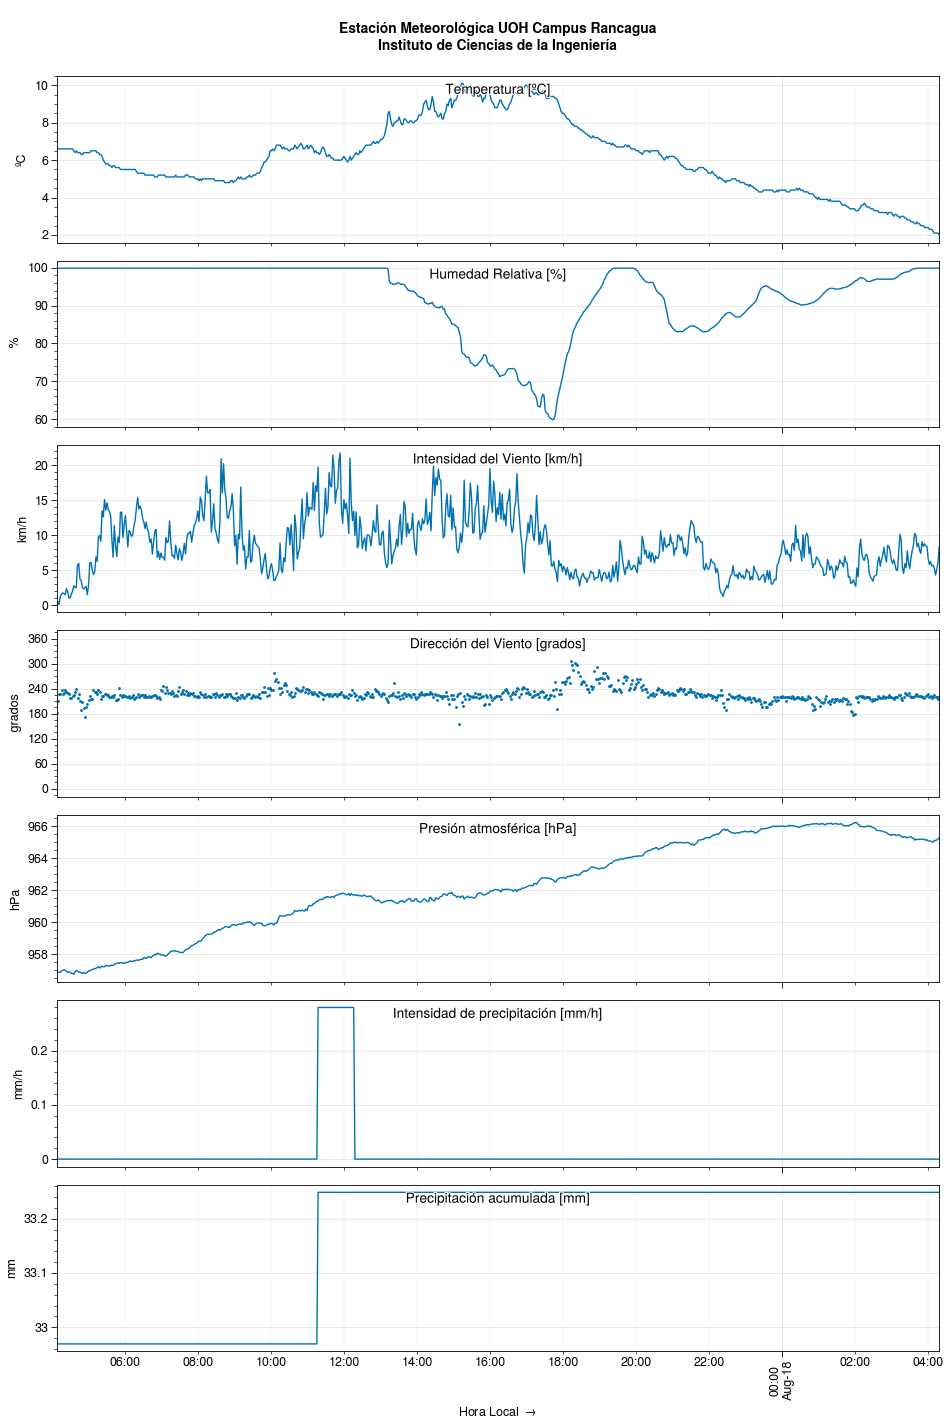 Estación Meteorológica UOH Campus Rancagua
Instituto de Ciencias de la Ingeniería
Temperatura [ºC]
ºC
10
8
6
4
2
Humedad Relativa [%]
%
100
90
80
70
60
Intensidad del Viento [km/h]
km/h
20
15
10
5
0
Dirección del Viento [grados]
grados
360
300
240
180
120
60
0
Presión atmosférica [hPa]
hPa
966
964
962
960
958
Intensidad de precipitación [mm/h]
mm/h
0.2
0.1
0
Precipitación acumulada [mm]
mm
33.2
33.1
33
06:00 08:00 10:00 12:00 14:00 16:00 18:00 20:00 22:00 00:00 02:00 04:00
Aug-18
Hora Local →